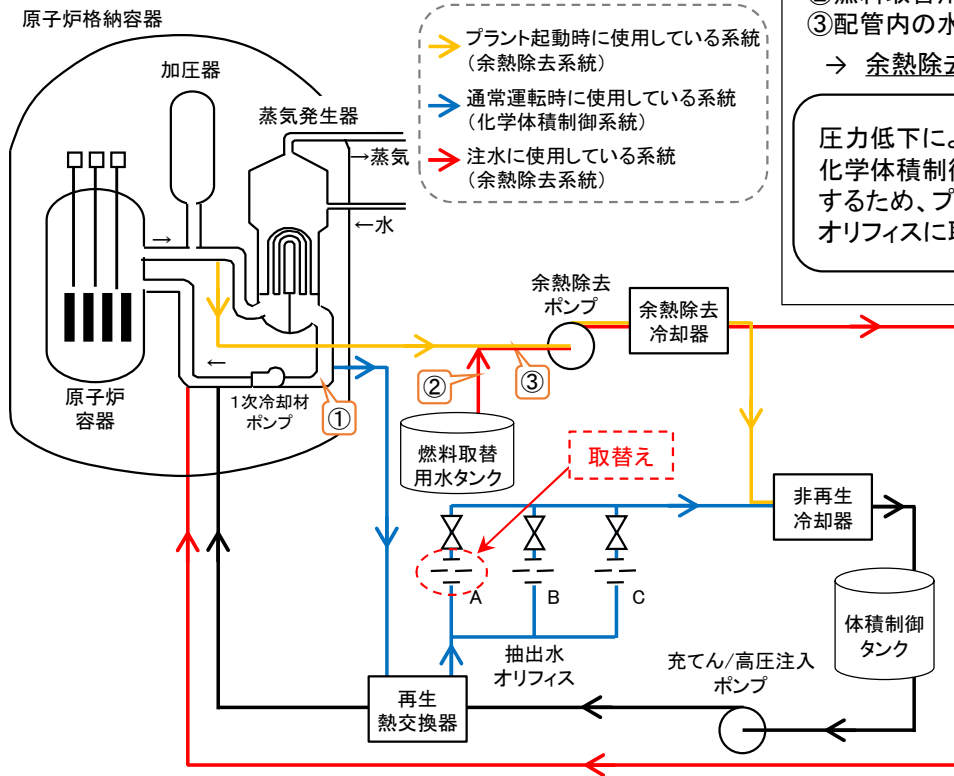 原子炉格納容器
加圧器
蒸気発生器
→蒸気
←水
→
←
プラント起動時に使用している系統
(余熱除去系統)
通常運転時に使用している系統
(化学体積制御系統)
注水に使用している系統
(余熱除去系統)
③配管内の水
→ 余熱除去
圧力低下によ
化学体積制御
するため、プ
オリフィスに取
原子炉
容器
1次冷却材
ポンプ
①
②
③
余熱除去
ポンプ
余熱除去
冷却器
燃料取替
用水タンク
取替え
非再生
冷却器
A
B
C
抽出水
オリフィス
体積制御
タンク
充てん/高圧注入
ポンプ
再生
熱交換器